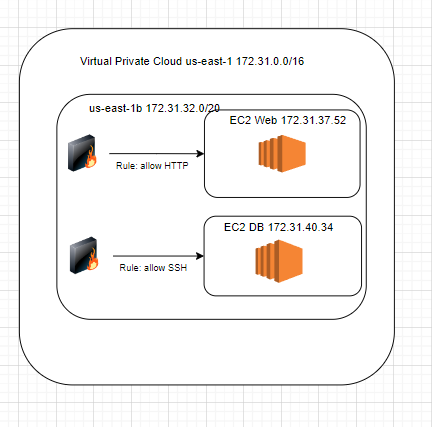 Virtual Private Cloud us-east-1 172.31.0.0/16
us-east-1b 172.31.32.0/20
EC2 Web 172.31.37.52
Rule: allow HTTP
EC2 DB 172.31.40.34
Rule: allow SSH